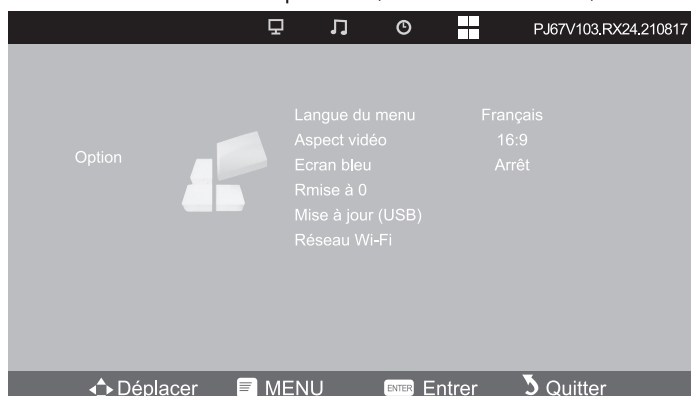 PJ67V103.RX24.210817
Option
Langue du menu Français
Aspect vidéo 16:9
Ecran bleu Arrêt
Rmise à 0
Mise à jour (USB)
Réseau Wi-Fi
Déplacer MENU ENTER Entrer Quitter